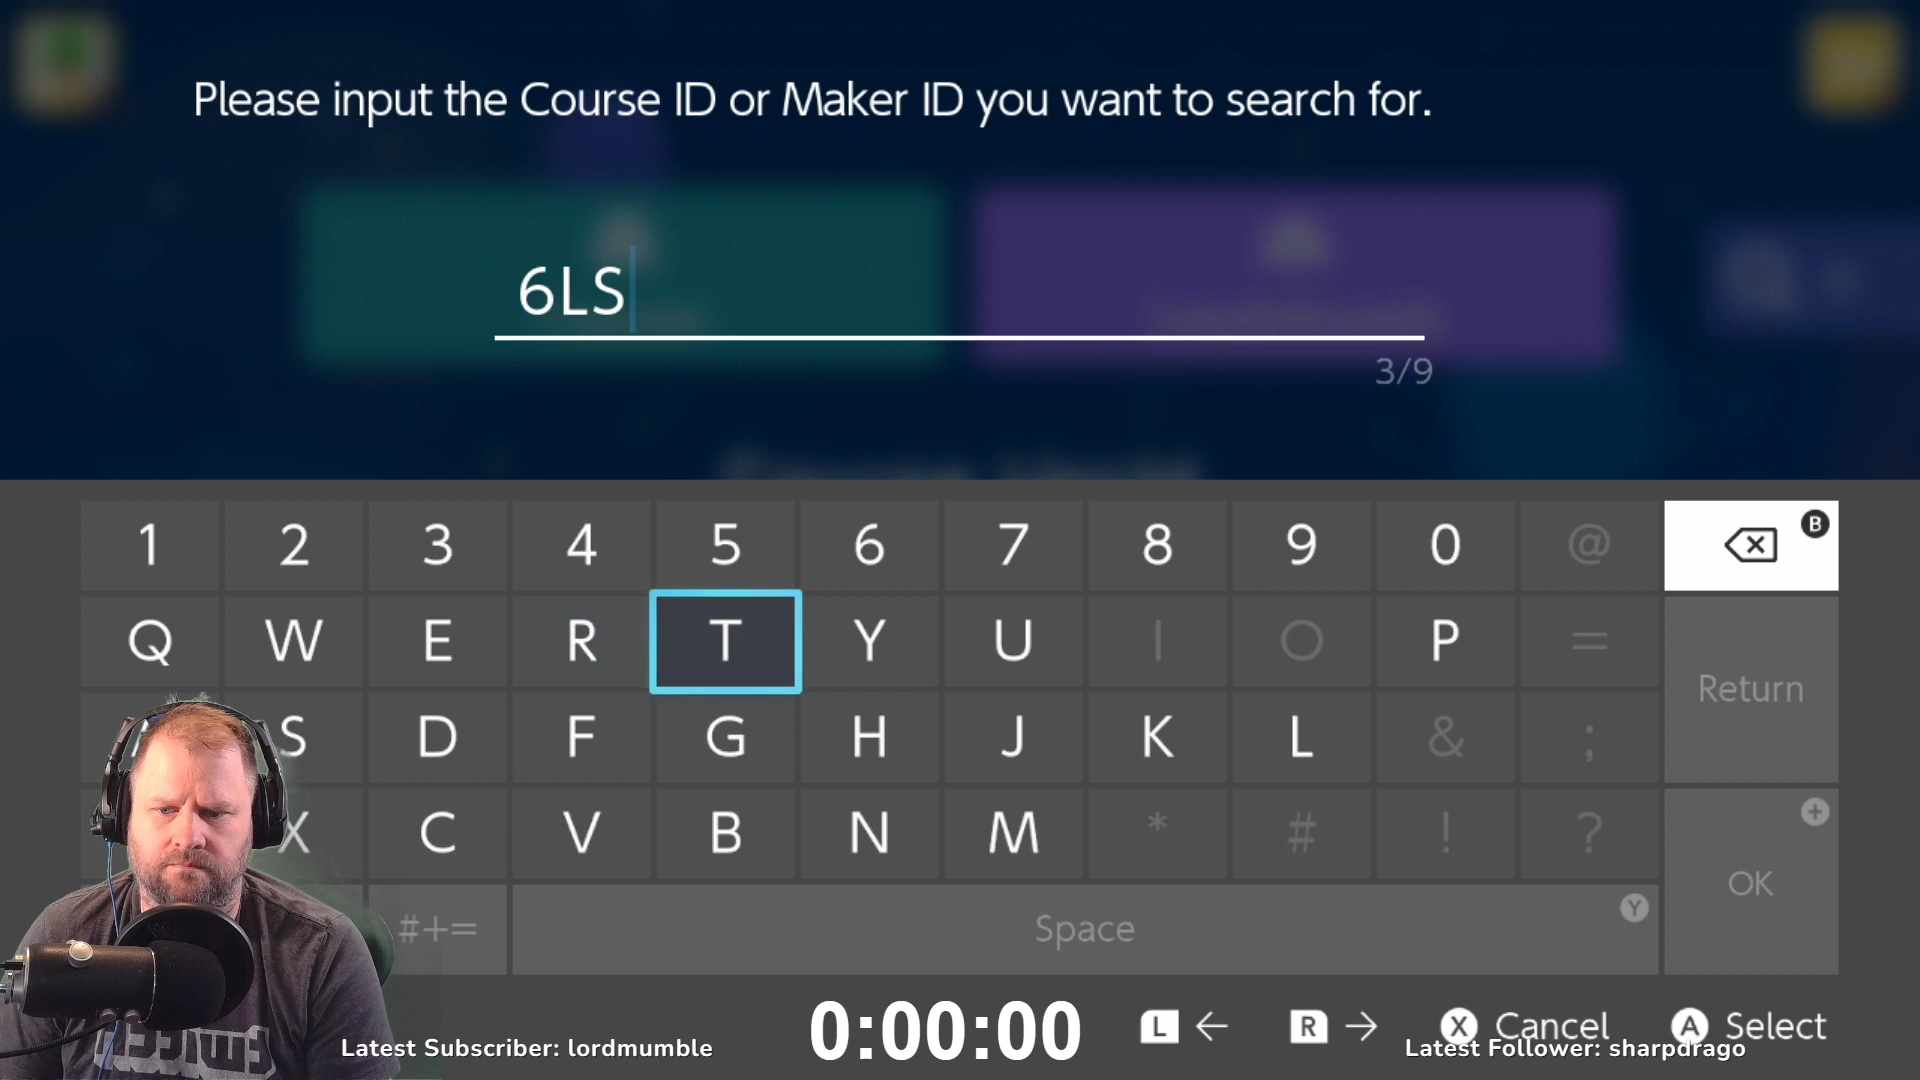 Please input the Course ID or Maker ID you want to search for.
6LS
3/9
1 2 3 4 5 6 7 8 9 0 @ B
Q W E R T Y U I O P = Return
S D F G H J K L & ;
X C V B N M * # ! ? + OK
#+= Space Y
0:00:00 L ← R → X Cancel A Select
Latest Subscriber: lordmumble Latest Follower: sharpdrago